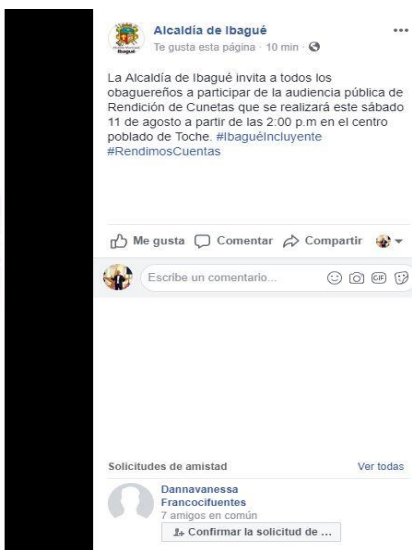 Alcaldía de Ibagué
Te gusta esta página · 10 min ·
La Alcaldía de Ibagué invita a todos los
obaguereños a participar de la audiencia pública de
Rendición de Cunetas que se realizará este sábado
11 de agosto a partir de las 2:00 p.m en el centro
poblado de Toche. #IbaguéIncluyente
#RendimosCuentas
Me gusta Comentar Compartir
Escribe un comentario... GIF
Solicitudes de amistad Ver todas
Dannavanessa
Francocifuentes
7 amigos en común
Confirmar la solicitud de ...